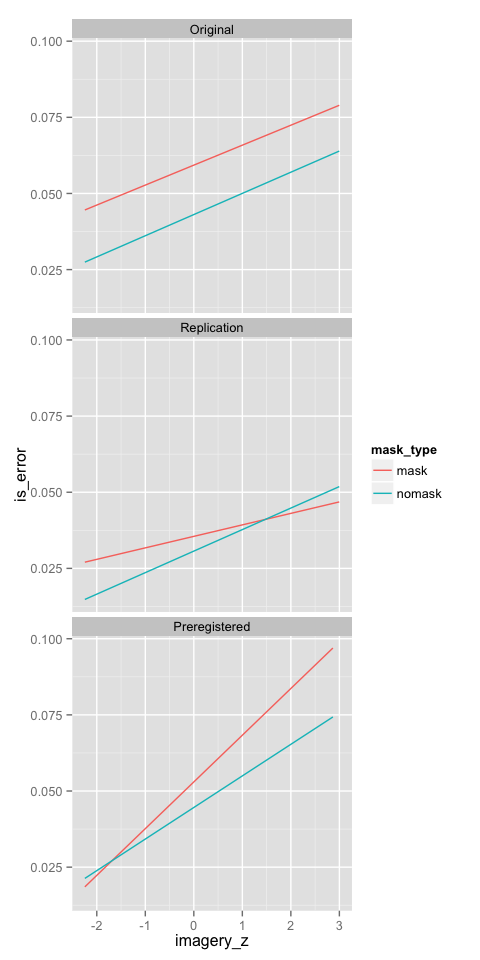 Original
0.100
0.075
0.050
0.025
Replication
0.100
0.075
0.050
0.025
is_error
mask_type
mask
nomask
Preregistered
0.100
0.075
0.050
0.025
-2 -1 0 1 2 3
imagery_z